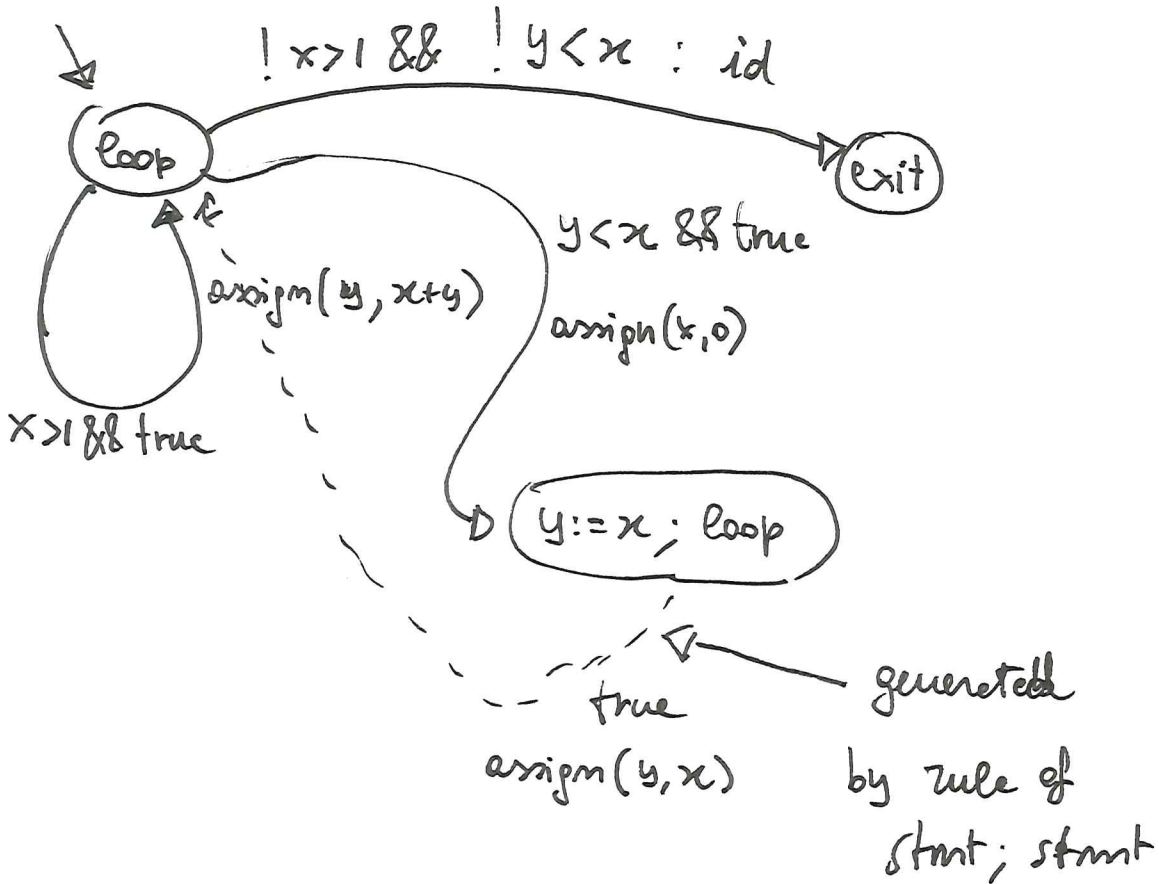 ! x>1 && ! y<x : id
loop
exit
y<x && true
assign(y, x+y)
assign(x,0)
x>1 && true
y:=x ; loop
true
generated
assign(y,x)
by rule of
stmt; stmt